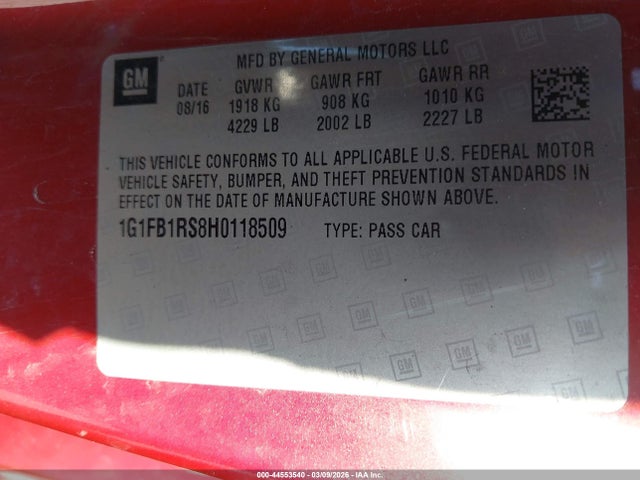 MFD BY GENERAL MOTORS LLC
GM
DATE GVWR GAWR FRT GAWR RR
08/16 1918 KG 908 KG 1010 KG
4229 LB 2002 LB 2227 LB
THIS VEHICLE CONFORMS TO ALL APPLICABLE U.S. FEDERAL MOTOR
VEHICLE SAFETY, BUMPER, AND THEFT PREVENTION STANDARDS IN
EFFECT ON THE DATE OF MANUFACTURE SHOWN ABOVE.
1G1FB1RS8H0118509 TYPE: PASS CAR
000-44553540 - 03/09/2026 - IAA Inc.